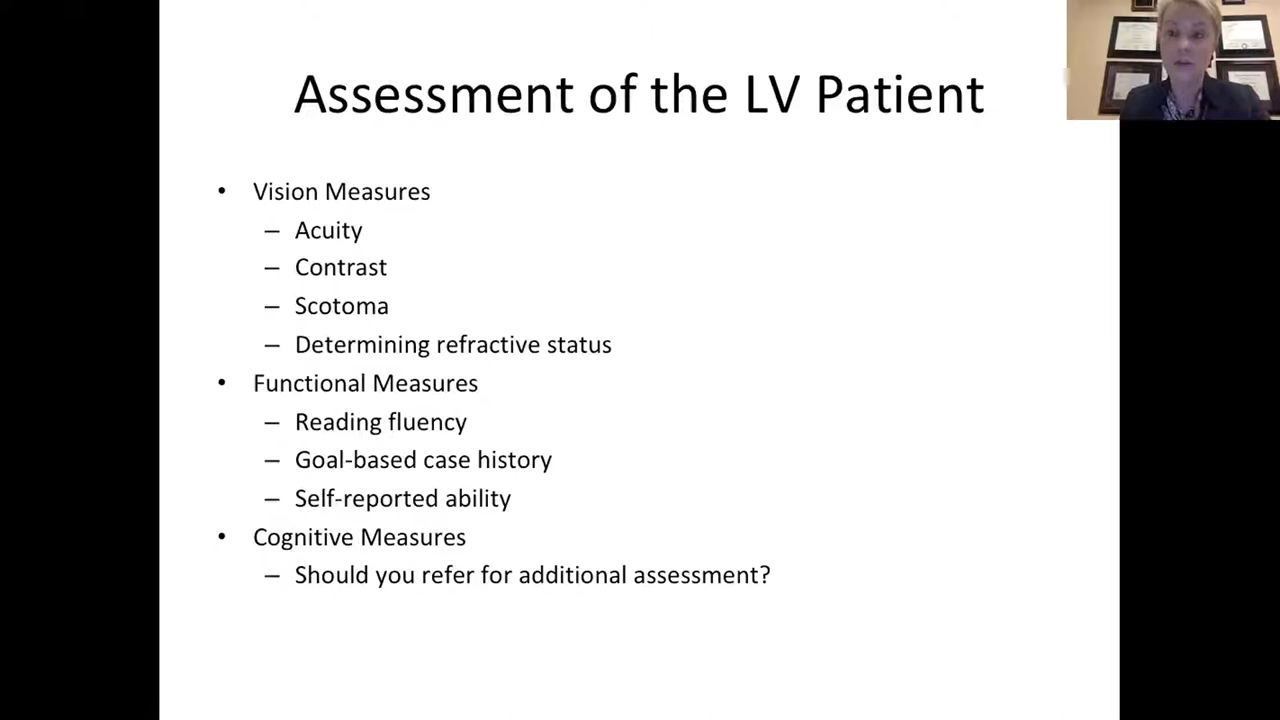 Assessment of the LV Patient
• Vision Measures
– Acuity
– Contrast
– Scotoma
– Determining refractive status
• Functional Measures
– Reading fluency
– Goal-based case history
– Self-reported ability
• Cognitive Measures
– Should you refer for additional assessment?